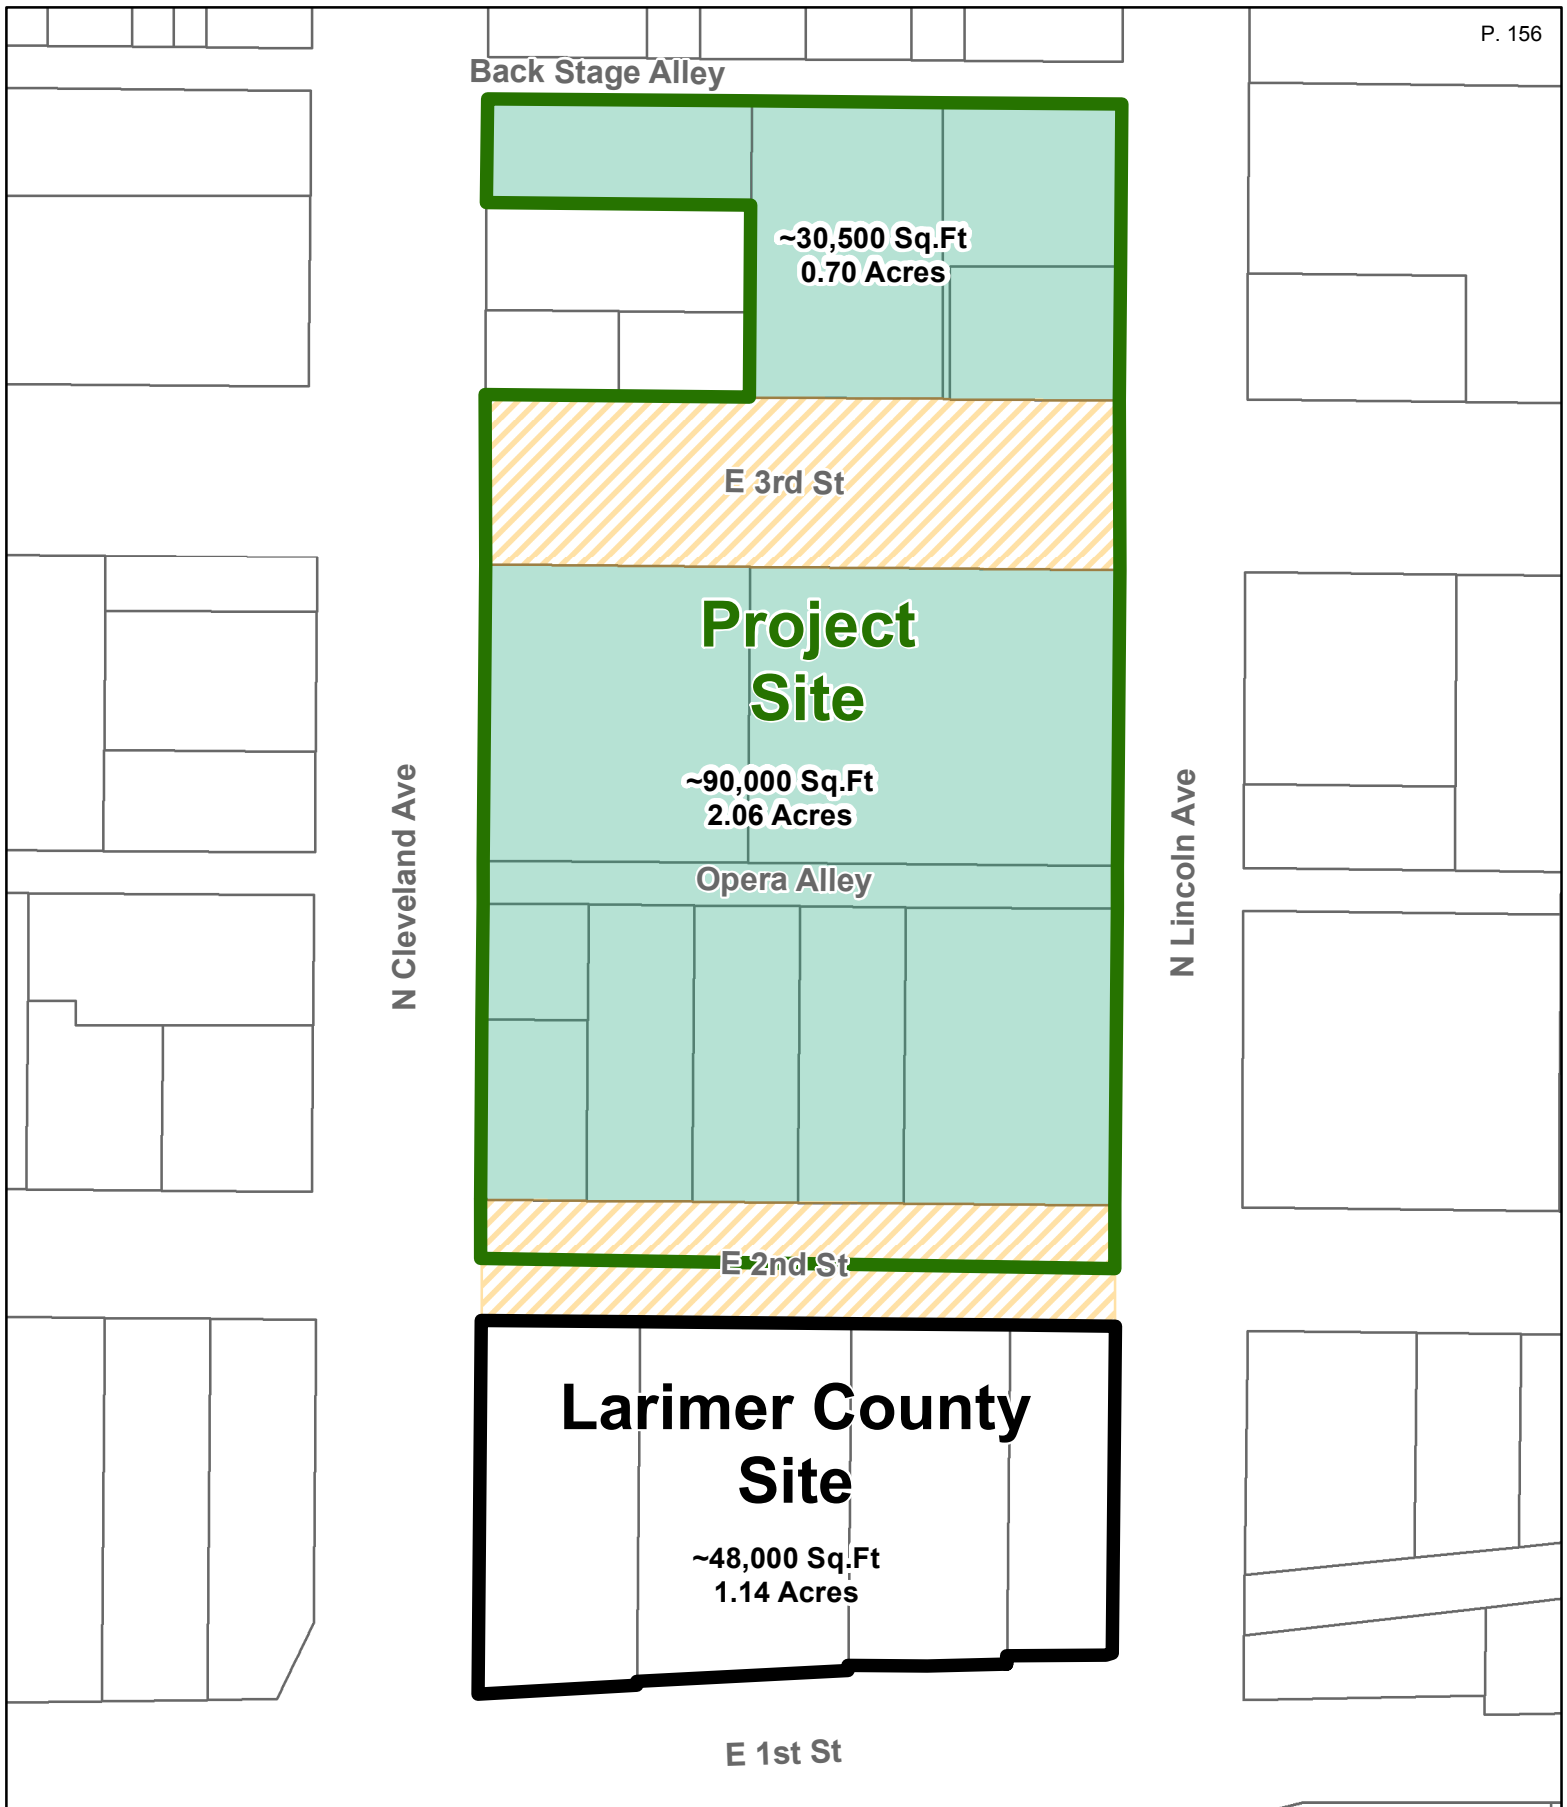 P. 156
Back Stage Alley
~30,500 Sq.Ft
0.70 Acres
E 3rd St
Project
Site
~90,000 Sq.Ft
2.06 Acres
N Cleveland Ave
N Lincoln Ave
Opera Alley
E 2nd St
Larimer County
Site
~48,000 Sq.Ft
1.14 Acres
E 1st St